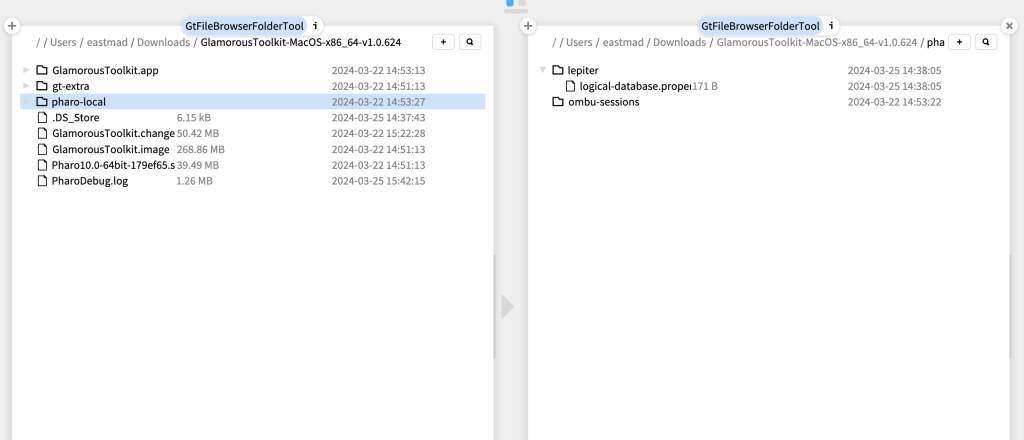 GtFileBrowserFolderTool i
/ / Users / eastmad / Downloads / GlamorousToolkit-MacOS-x86_64-v1.0.624
GlamorousToolkit.app 2024-03-22 14:53:13
gt-extra 2024-03-22 14:51:13
pharo-local 2024-03-22 14:53:27
.DS_Store 6.15 kB 2024-03-25 14:37:43
GlamorousToolkit.change 50.42 MB 2024-03-22 15:22:28
GlamorousToolkit.image 268.86 MB 2024-03-22 14:51:13
Pharo10.0-64bit-179ef65.s 39.49 MB 2024-03-22 14:51:13
PharoDebug.log 1.26 MB 2024-03-25 15:42:15
GtFileBrowserFolderTool i
/ / Users / eastmad / Downloads / GlamorousToolkit-MacOS-x86_64-v1.0.624 / pha
lepiter 2024-03-25 14:38:05
logical-database.proper 171 B 2024-03-25 14:38:05
ombu-sessions 2024-03-22 14:53:22